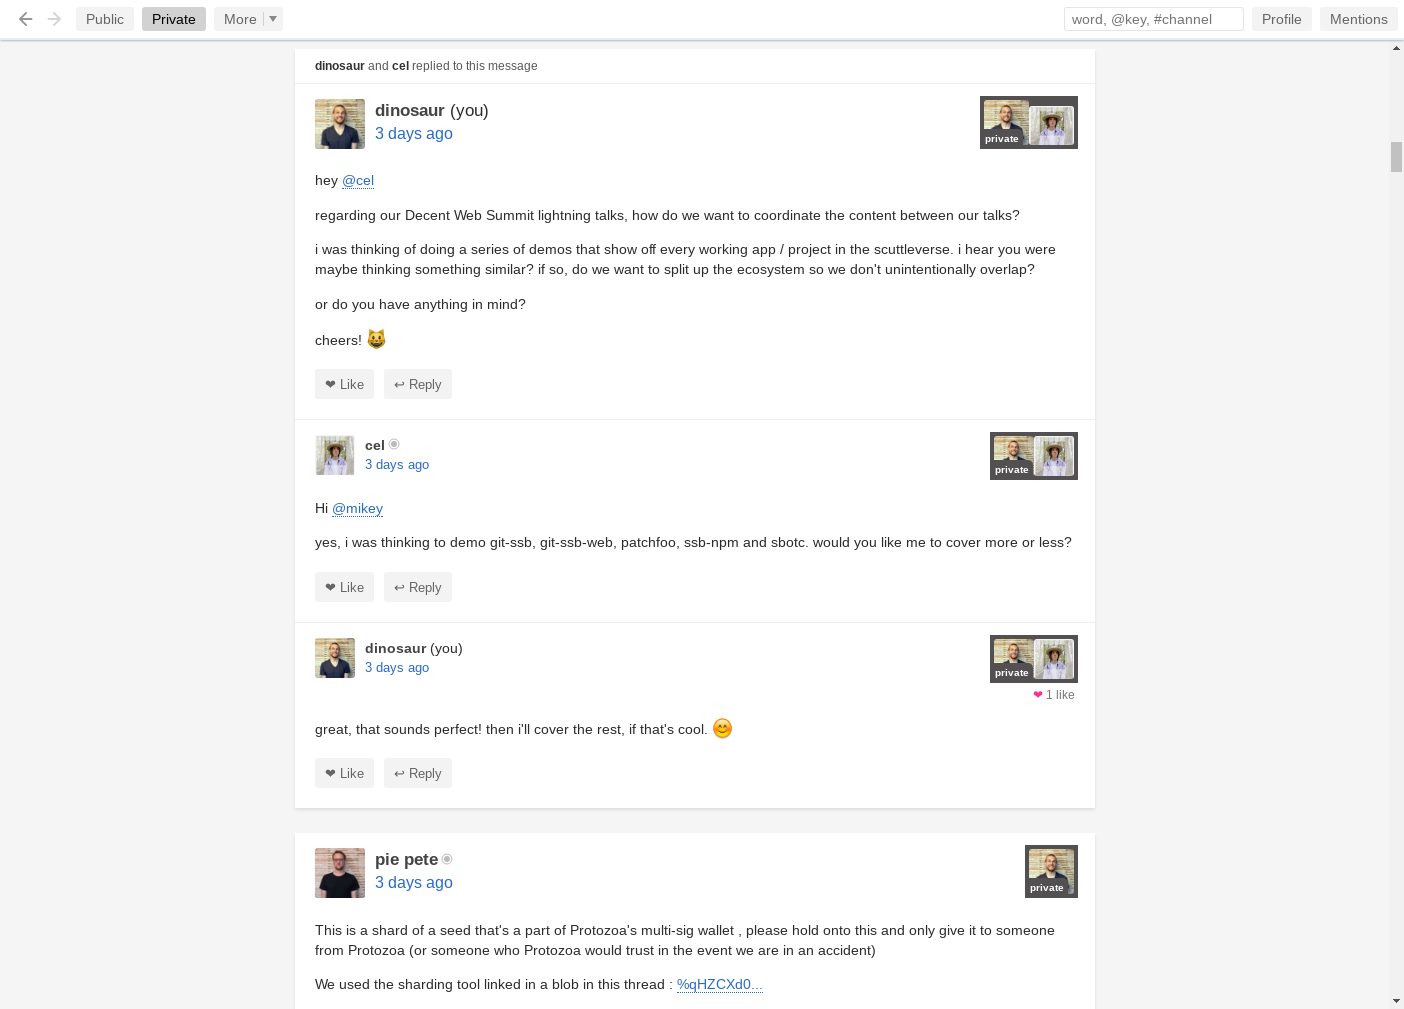 Public Private More word, @key, #channel Profile Mentions
dinosaur and cel replied to this message
dinosaur (you)
3 days ago
private
hey @cel
regarding our Decent Web Summit lightning talks, how do we want to coordinate the content between our talks?
i was thinking of doing a series of demos that show off every working app / project in the scuttleverse. i hear you were
maybe thinking something similar? if so, do we want to split up the ecosystem so we don't unintentionally overlap?
or do you have anything in mind?
cheers! 😺
❤ Like ↩ Reply
cel
3 days ago
private
Hi @mikey
yes, i was thinking to demo git-ssb, git-ssb-web, patchfoo, ssb-npm and sbotc. would you like me to cover more or less?
❤ Like ↩ Reply
dinosaur (you)
3 days ago
private
❤ 1 like
great, that sounds perfect! then i'll cover the rest, if that's cool. 😊
❤ Like ↩ Reply
pie pete
3 days ago
private
This is a shard of a seed that's a part of Protozoa's multi-sig wallet , please hold onto this and only give it to someone
from Protozoa (or someone who Protozoa would trust in the event we are in an accident)
We used the sharding tool linked in a blob in this thread : %qHZCXd0...